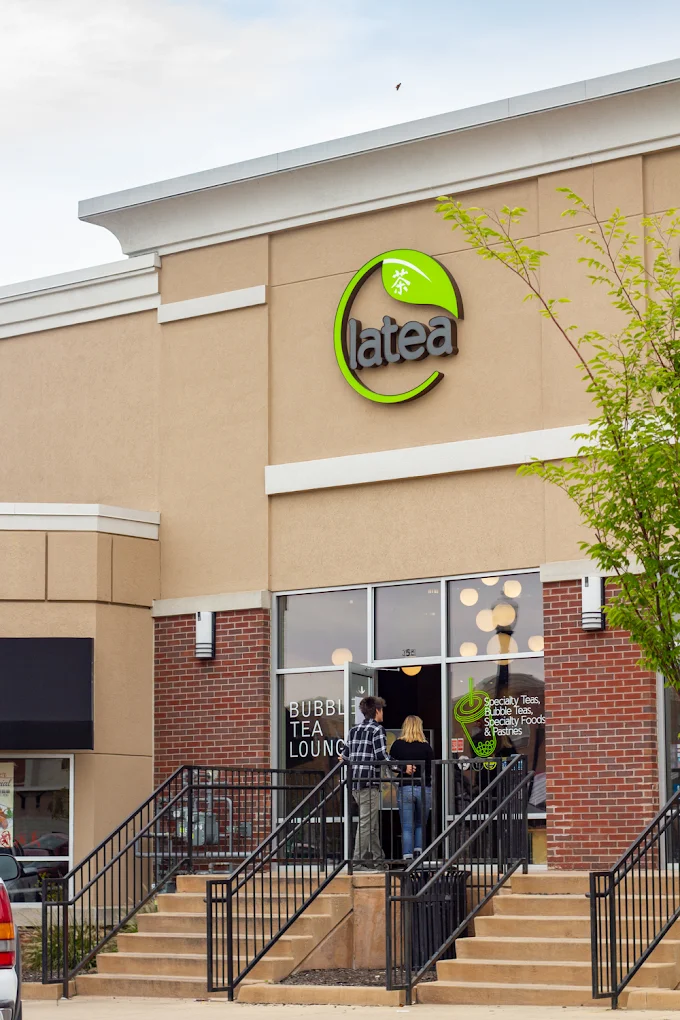 茶
latea
BUBBLE
TEA
LOUNG
Specialty Teas,
Bubble Teas,
Specialty Foods
& Pastries